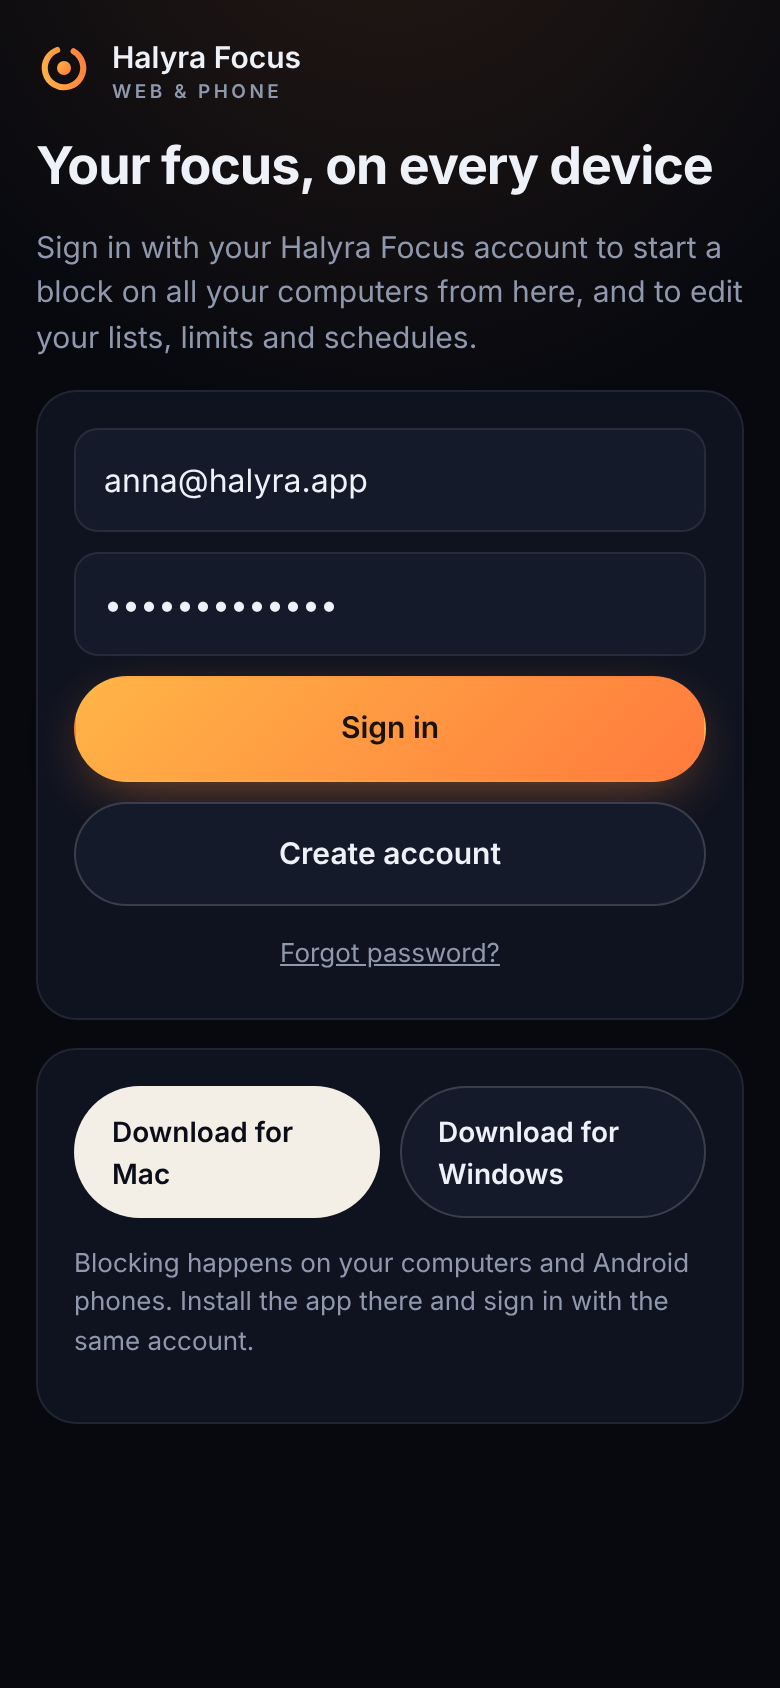 Halyra Focus
WEB & PHONE
Your focus, on every device
Sign in with your Halyra Focus account to start a
block on all your computers from here, and to edit
your lists, limits and schedules.
anna@halyra.app
•••••••••••••
Sign in
Create account
Forgot password?
Download for
Mac
Download for
Windows
Blocking happens on your computers and Android
phones. Install the app there and sign in with the
same account.